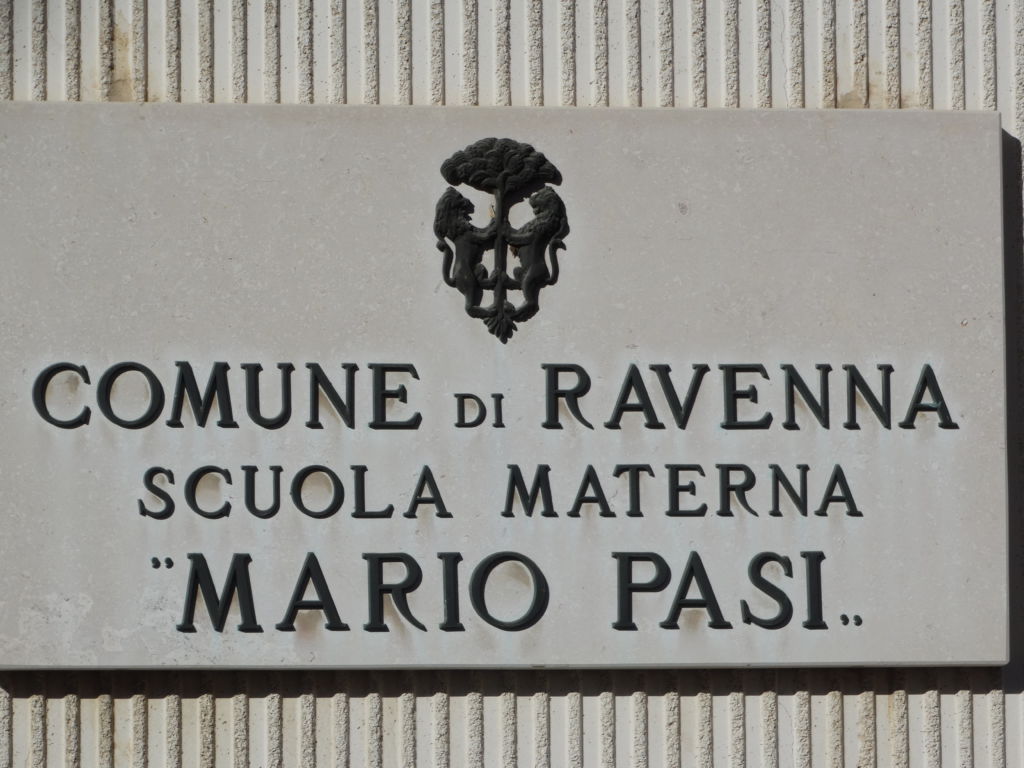 COMUNE DI RAVENNA
SCUOLA MATERNA
"MARIO PASI„